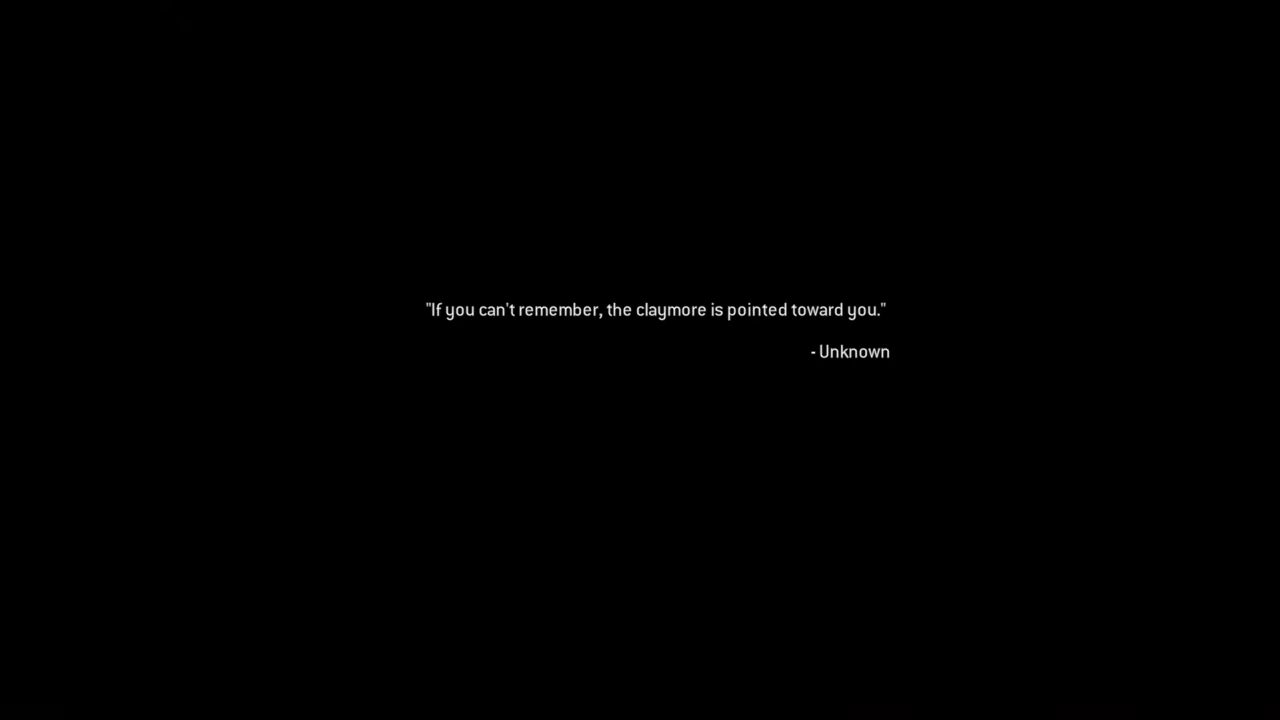 "If you can't remember, the claymore is pointed toward you."
- Unknown